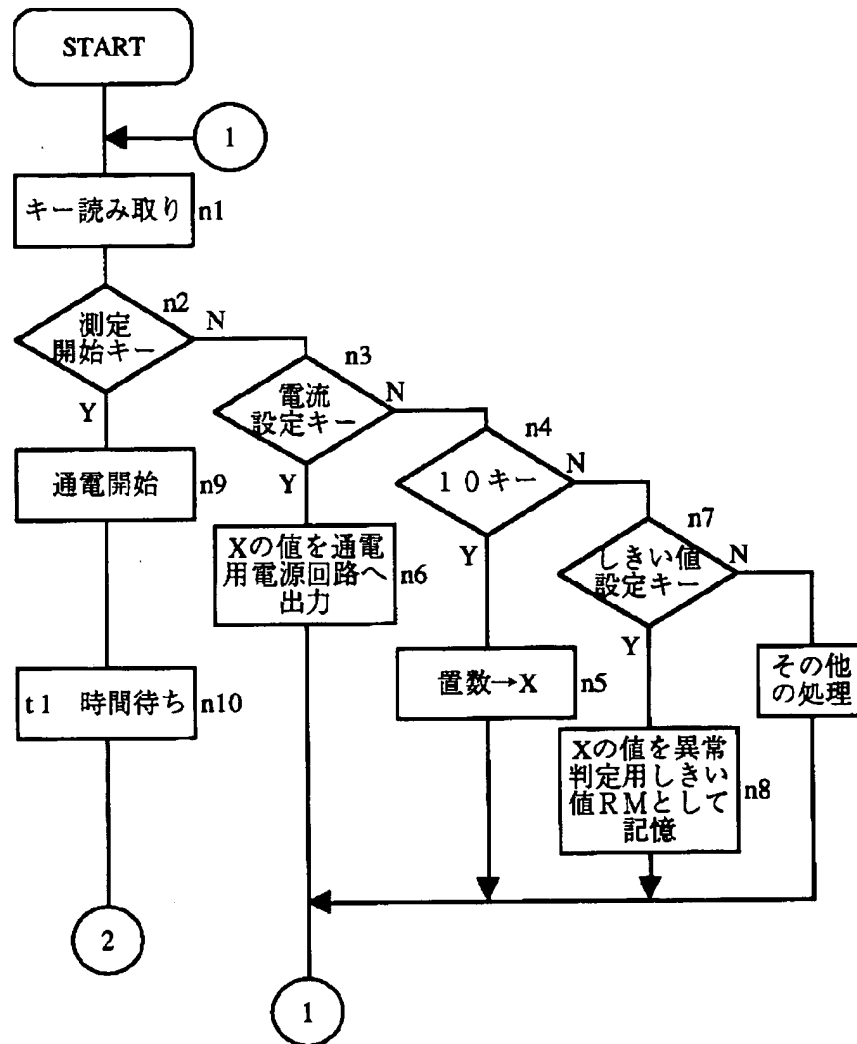 START
1
キー読み取り n1
n2
測定
開始キー
N
Y
n3
電流
設定キー
N
Y
n4
10キー
N
Y
n7
しきい値
設定キー
N
Y
通電開始 n9
Xの値を通電
用電源回路へ
出力
n6
置数→X n5
その他
の処理
t1 時間待ち n10
Xの値を異常
判定用しきい
値RMとして
記憶
n8
2
1